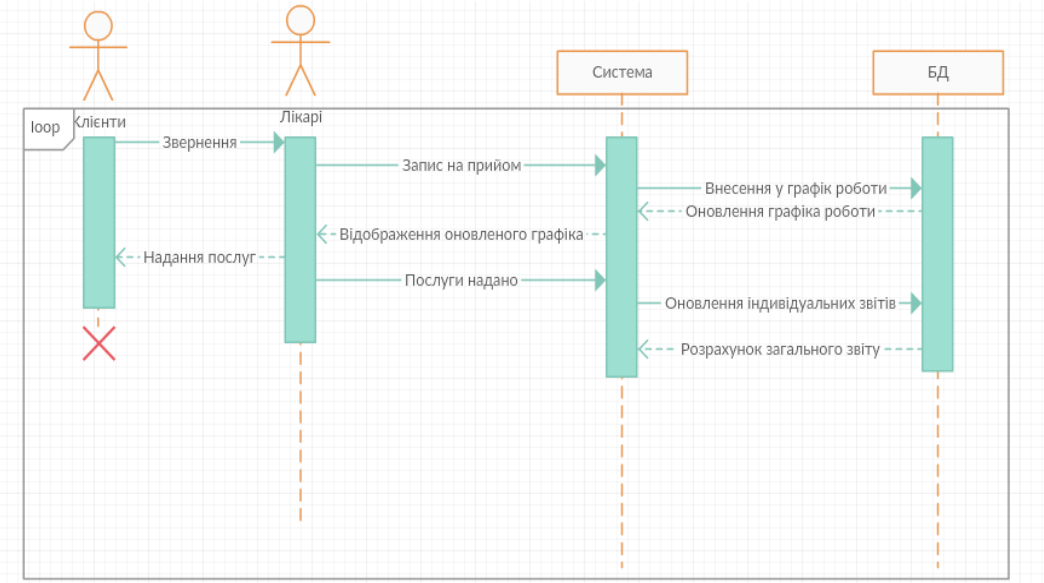 Система
БД
loop
Клієнти
Лікарі
Звернення
Запис на прийом
Внесення у графік роботи
Оновлення графіка роботи
Відображення оновленого графіка
Надання послуг
Послуги надано
Оновлення індивідуальних звітів
Розрахунок загального звіту